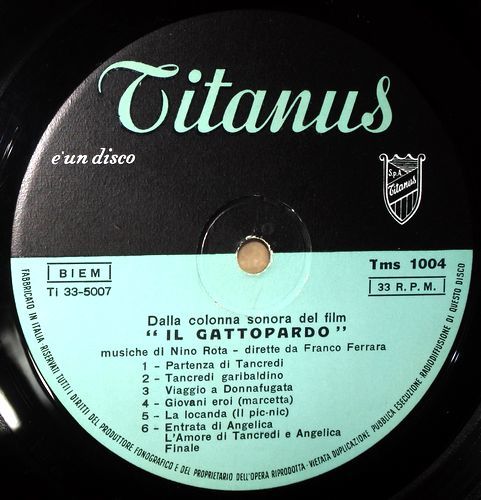 Titanus
e'un disco
S.p.A.
Titanus
BIEM
Ti 33-5007
Tms 1004
33 R.P.M.
Dalla colonna sonora del film
"IL GATTOPARDO"
musiche di Nino Rota - dirette da Franco Ferrara
1 - Partenza di Tancredi
2 - Tancredi garibaldino
3 Viaggio a Donnafugata
4 - Giovani eroi (marcetta)
5 - La locanda (Il pic-nic)
6 - Entrata di Angelica
L'Amore di Tancredi e Angelica
Finale
FABBRICATO IN ITALIA-RISERVATI TUTTI I DIRITTI DEL PRODUTTORE FONOGRAFICO E DEL PROPRIETARIO DELL'OPERA RIPRODOTTA-VIETATA DUPLICAZIONE PUBBLICA ESECUZIONE RADIODIFFUSIONE DI QUESTO DISCO